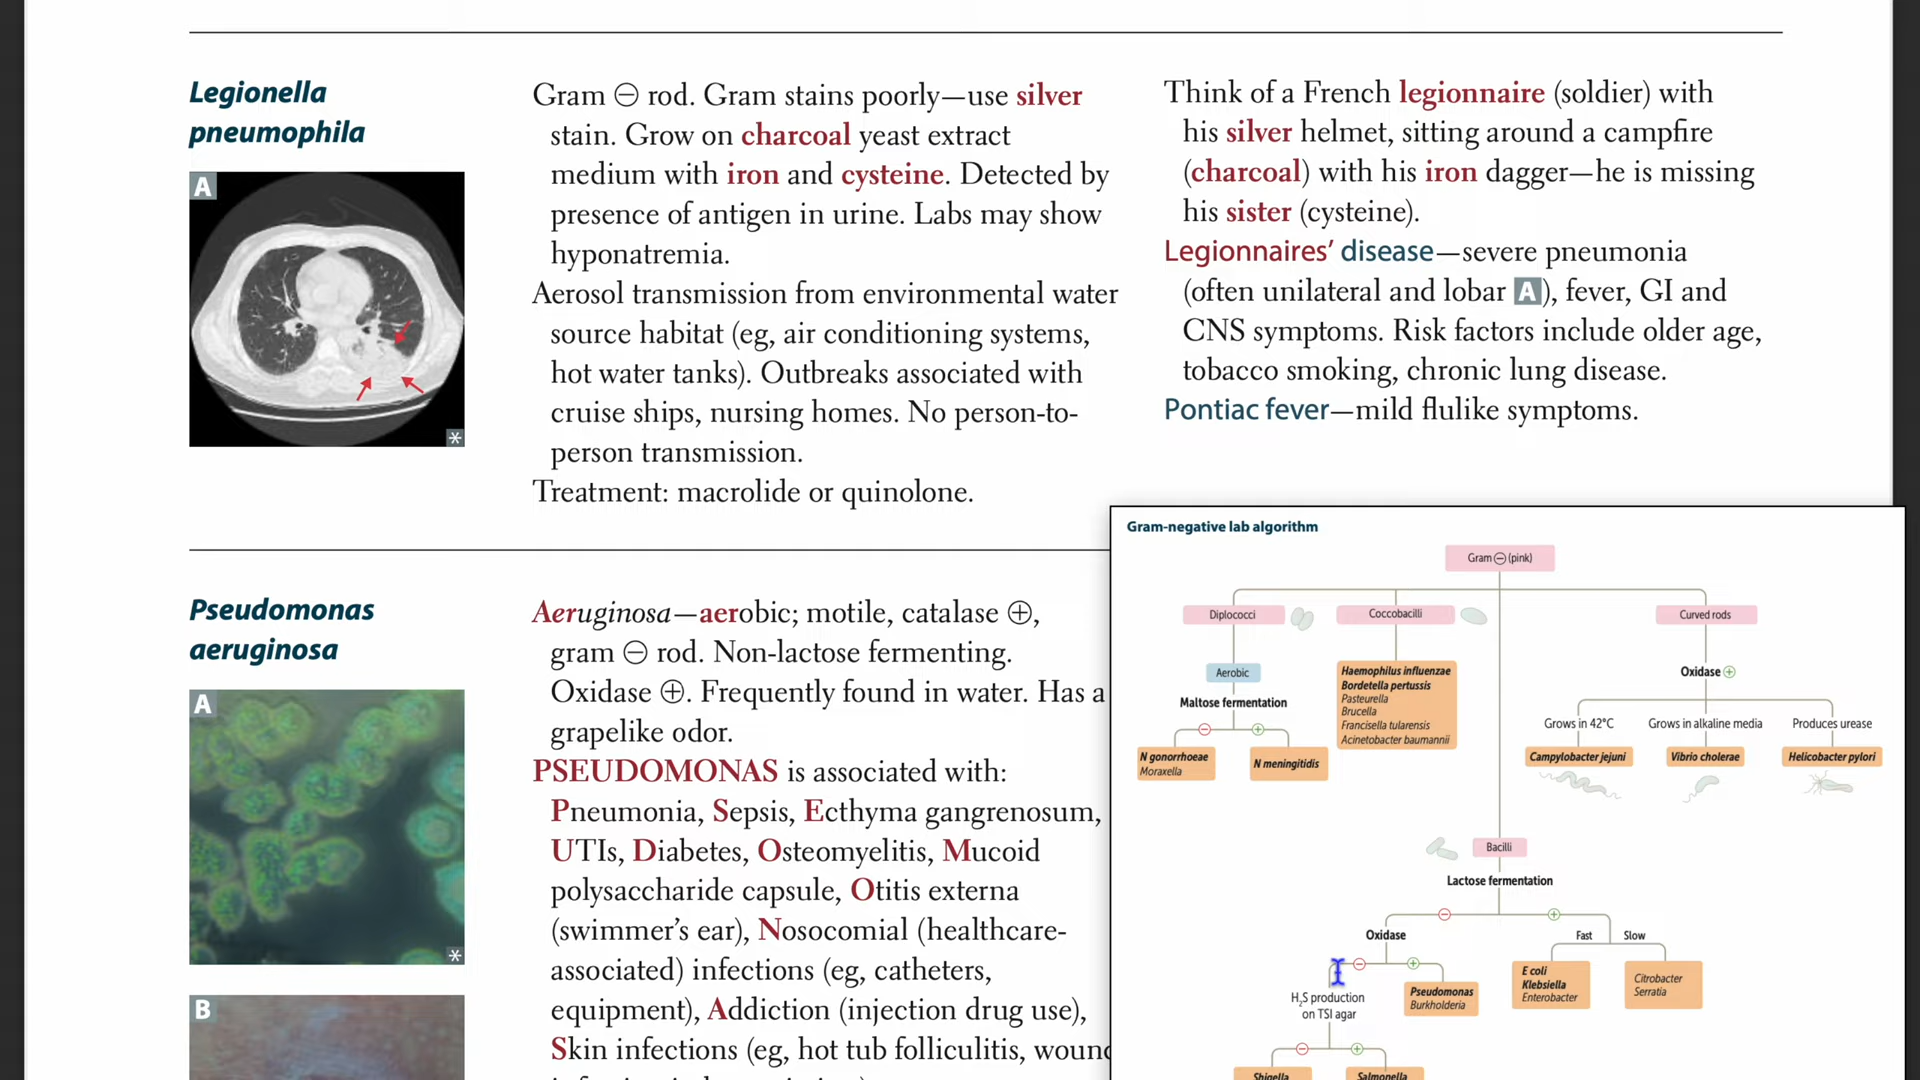 Legionella
pneumophila
A
Gram ⊖ rod. Gram stains poorly—use silver
stain. Grow on charcoal yeast extract
medium with iron and cysteine. Detected by
presence of antigen in urine. Labs may show
hyponatremia.
Aerosol transmission from environmental water
source habitat (eg, air conditioning systems,
hot water tanks). Outbreaks associated with
cruise ships, nursing homes. No person-to-
person transmission.
Treatment: macrolide or quinolone.
Think of a French legionnaire (soldier) with
his silver helmet, sitting around a campfire
(charcoal) with his iron dagger—he is missing
his sister (cysteine).
Legionnaires’ disease—severe pneumonia
(often unilateral and lobar A), fever, GI and
CNS symptoms. Risk factors include older age,
tobacco smoking, chronic lung disease.
Pontiac fever—mild flulike symptoms.
Pseudomonas
aeruginosa
A
B
Aeruginosa—aerobic; motile, catalase ⊕,
gram ⊖ rod. Non-lactose fermenting.
Oxidase ⊕. Frequently found in water. Has a
grapelike odor.
PSEUDOMONAS is associated with:
Pneumonia, Sepsis, Ecthyma gangrenosum,
UTIs, Diabetes, Osteomyelitis, Mucoid
polysaccharide capsule, Otitis externa
(swimmer’s ear), Nosocomial (healthcare-
associated) infections (eg, catheters,
equipment), Addiction (injection drug use),
Skin infections (eg, hot tub folliculitis, wound
Gram-negative lab algorithm
Gram ⊖ (pink)
Diplococci
Coccobacilli
Curved rods
Aerobic
Maltose fermentation
N gonorrhoeae
Moraxella
N meningitidis
Haemophilus influenzae
Bordetella pertussis
Pasteurella
Brucella
Francisella tularensis
Acinetobacter baumannii
Oxidase ⊕
Grows in 42°C
Grows in alkaline media
Produces urease
Campylobacter jejuni
Vibrio cholerae
Helicobacter pylori
Bacilli
Lactose fermentation
Oxidase
Fast
Slow
H₂S production
on TSI agar
Pseudomonas
Burkholderia
E coli
Klebsiella
Enterobacter
Citrobacter
Serratia
Shigella
Salmonella